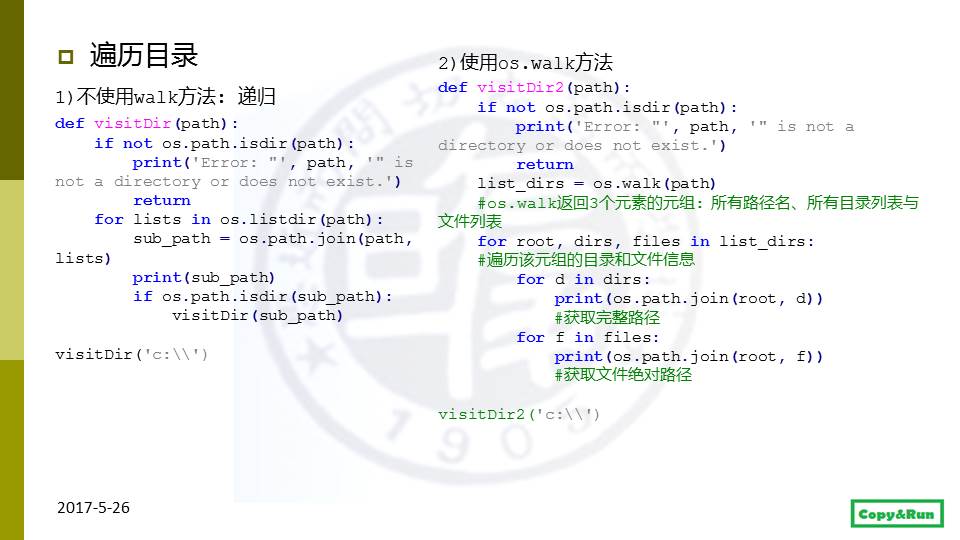 遍历目录
1)不使用walk方法: 递归
def visitDir(path):
    if not os.path.isdir(path):
        print('Error: "', path, '" is
not a directory or does not exist.')
        return
    for lists in os.listdir(path):
        sub_path = os.path.join(path,
lists)
        print(sub_path)
        if os.path.isdir(sub_path):
            visitDir(sub_path)
visitDir('c:\\')
2)使用os.walk方法
def visitDir2(path):
    if not os.path.isdir(path):
        print('Error: "', path, '" is not a
directory or does not exist.')
        return
    list_dirs = os.walk(path)
    #os.walk返回3个元素的元组: 所有路径名、所有目录列表与
文件列表
    for root, dirs, files in list_dirs:
    #遍历该元组的目录和文件信息
        for d in dirs:
            print(os.path.join(root, d))
            #获取完整路径
        for f in files:
            print(os.path.join(root, f))
            #获取文件绝对路径
visitDir2('c:\\')
2017-5-26
Copy&Run